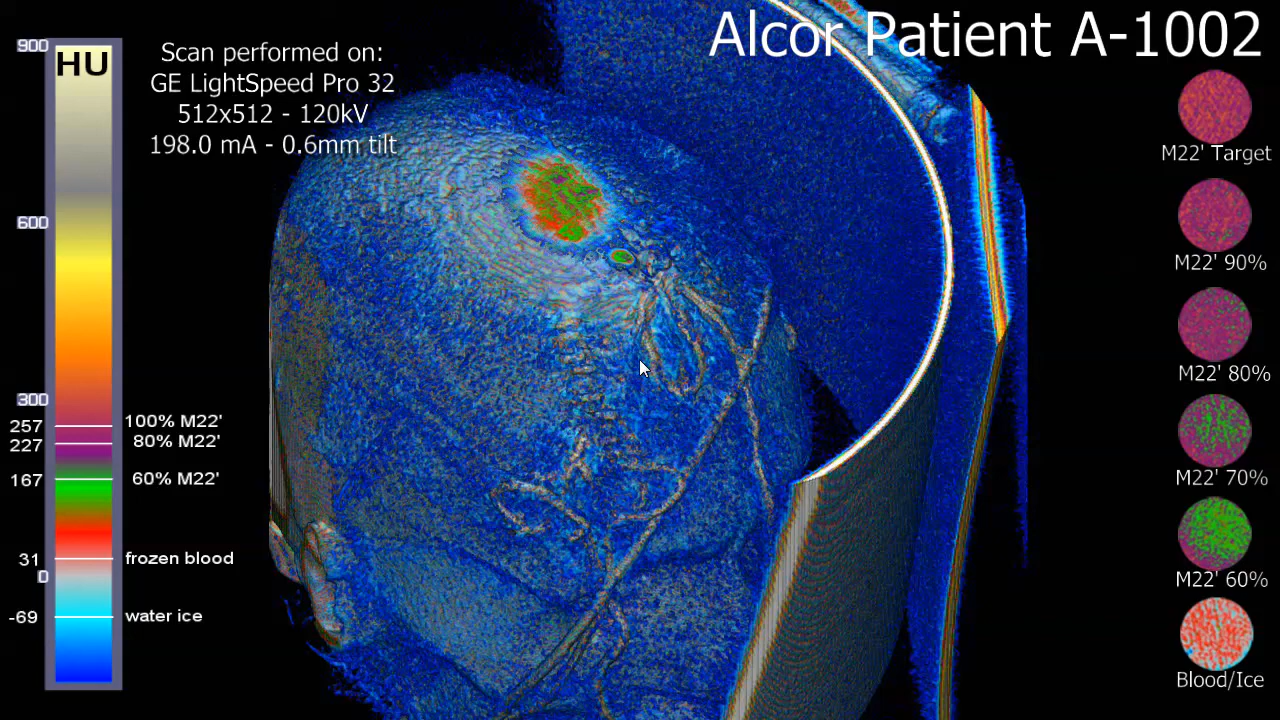 Alcor Patient A-1002
Scan performed on:
GE LightSpeed Pro 32
512x512 - 120kV
198.0 mA - 0.6mm tilt
HU
900
600
300
257 100% M22'
227 80% M22'
167 60% M22'
31 frozen blood
0
-69 water ice
M22' Target
M22' 90%
M22' 80%
M22' 70%
M22' 60%
Blood/Ice